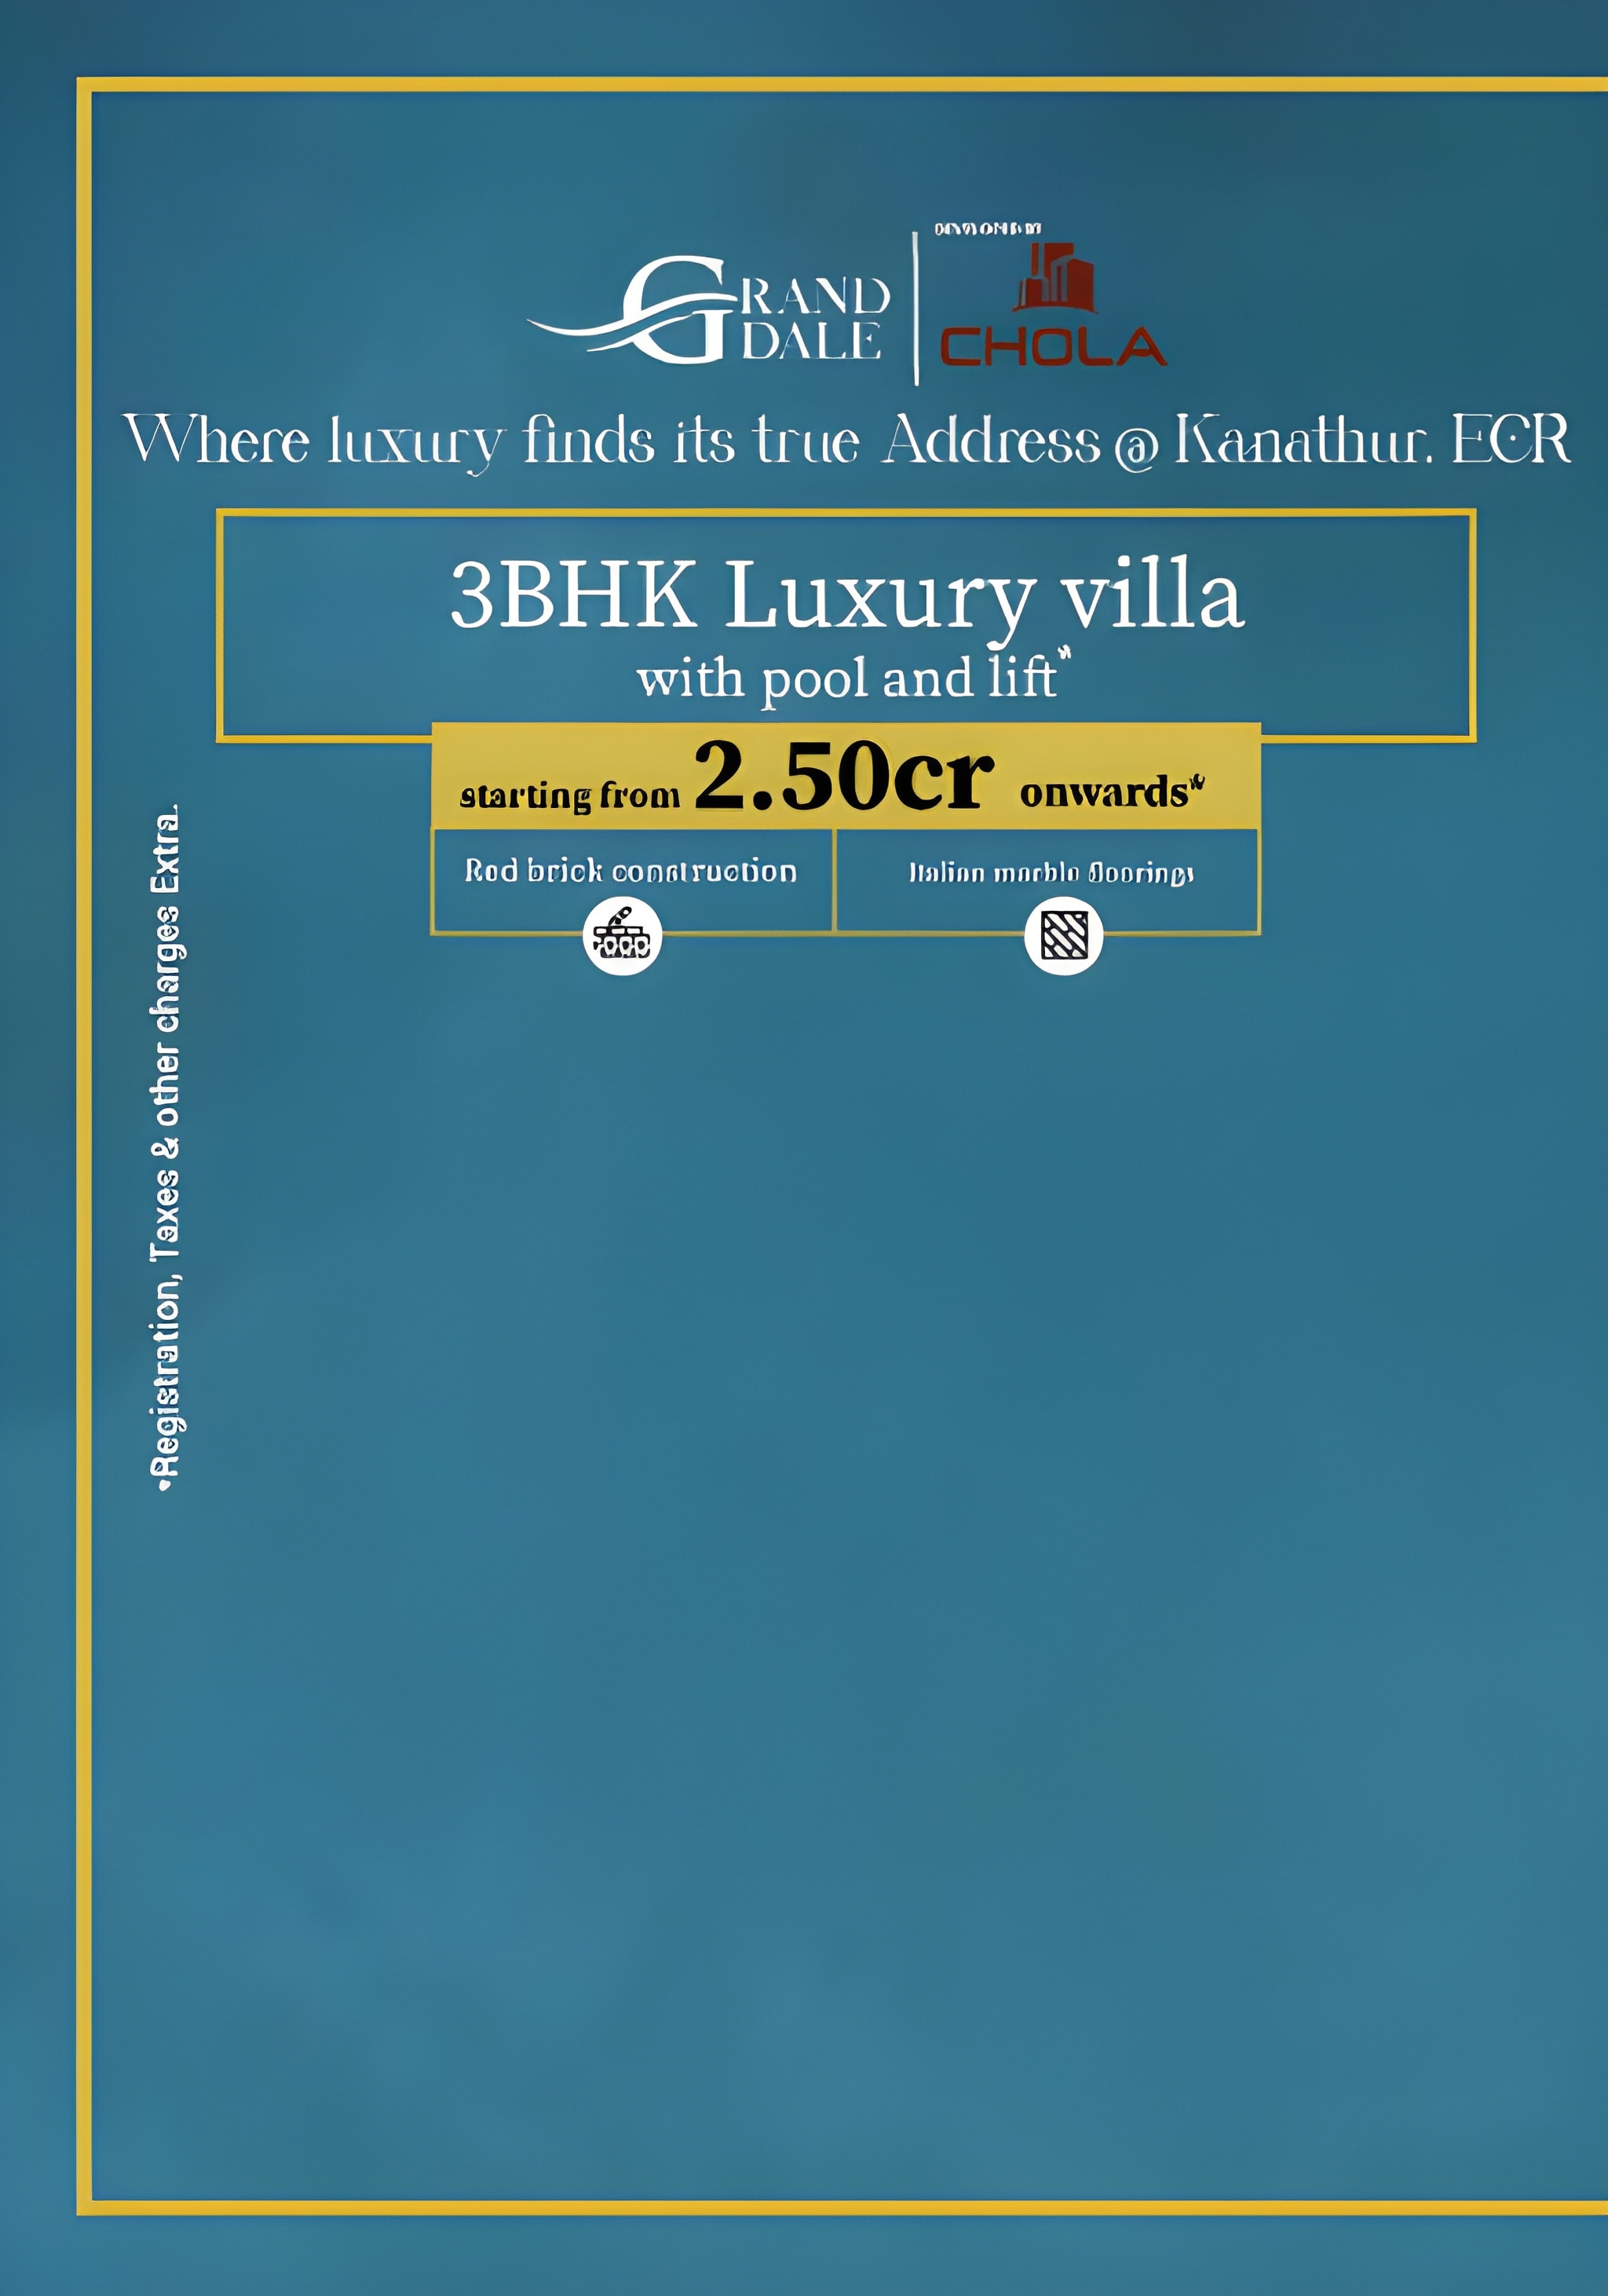 GRAND
DALE
CHOLA
Where luxury finds its true Address @ Kanathur. ECR
3BHK Luxury villa
with pool and lift*
starting from 2.50cr onwards*
Red brick construction
Italian marble floorings
*Registration, Taxes & other charges Extra.